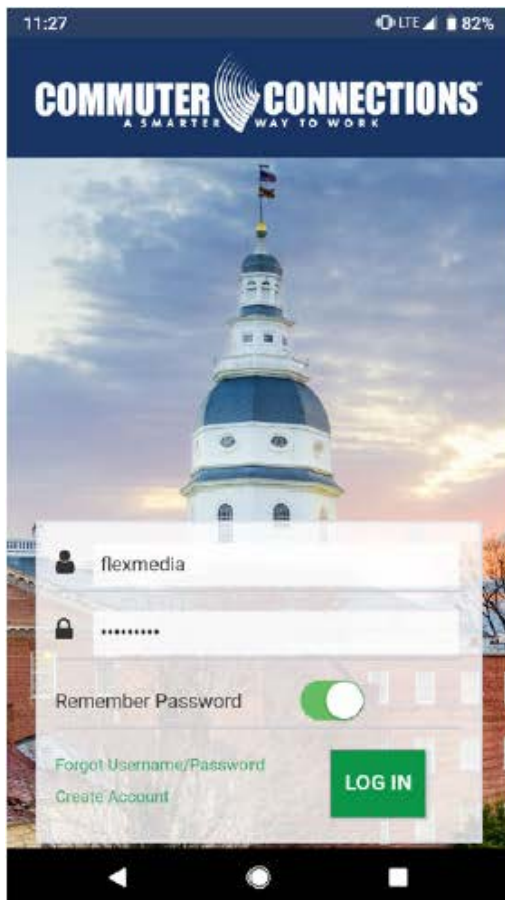 11:27 LTE 82%
COMMUTER CONNECTIONS
A SMARTER WAY TO WORK
flexmedia
•••••••••
Remember Password
Forgot Username/Password
LOG IN
Create Account